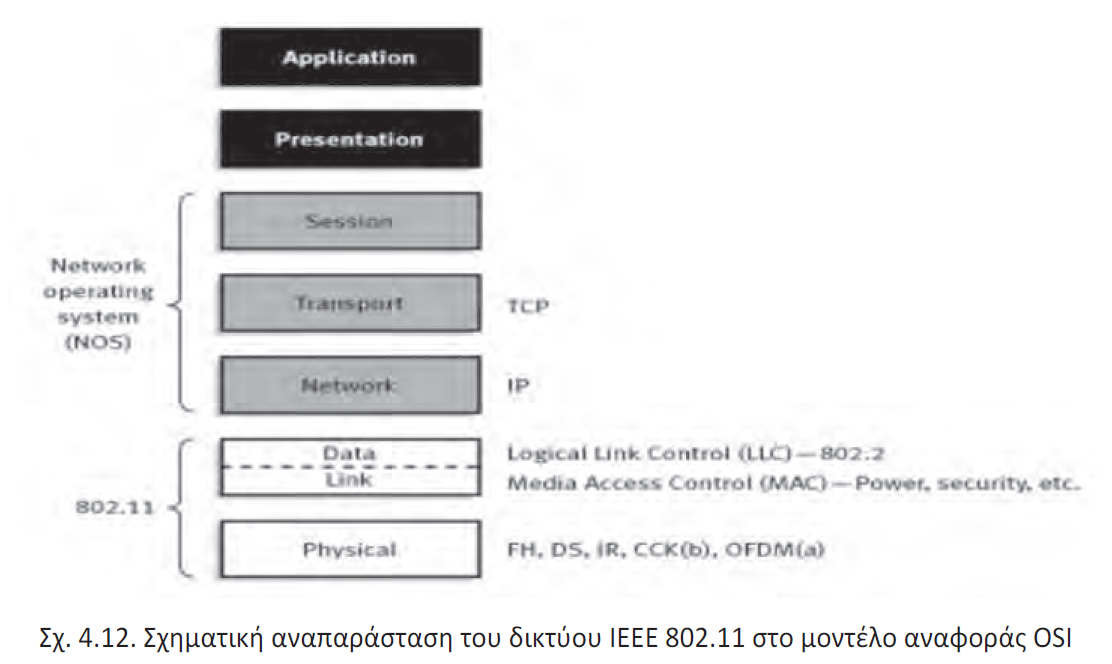 Application
Presentation
Session
Network
operating
system
(NOS)
Transport
TCP
Network
IP
Data
Logical Link Control (LLC)—802.2
Link
Media Access Control (MAC)—Power, security, etc.
802.11
Physical
FH, DS, IR, CCK(b), OFDM(a)
Σχ. 4.12. Σχηματική αναπαράσταση του δικτύου IEEE 802.11 στο μοντέλο αναφοράς OSI